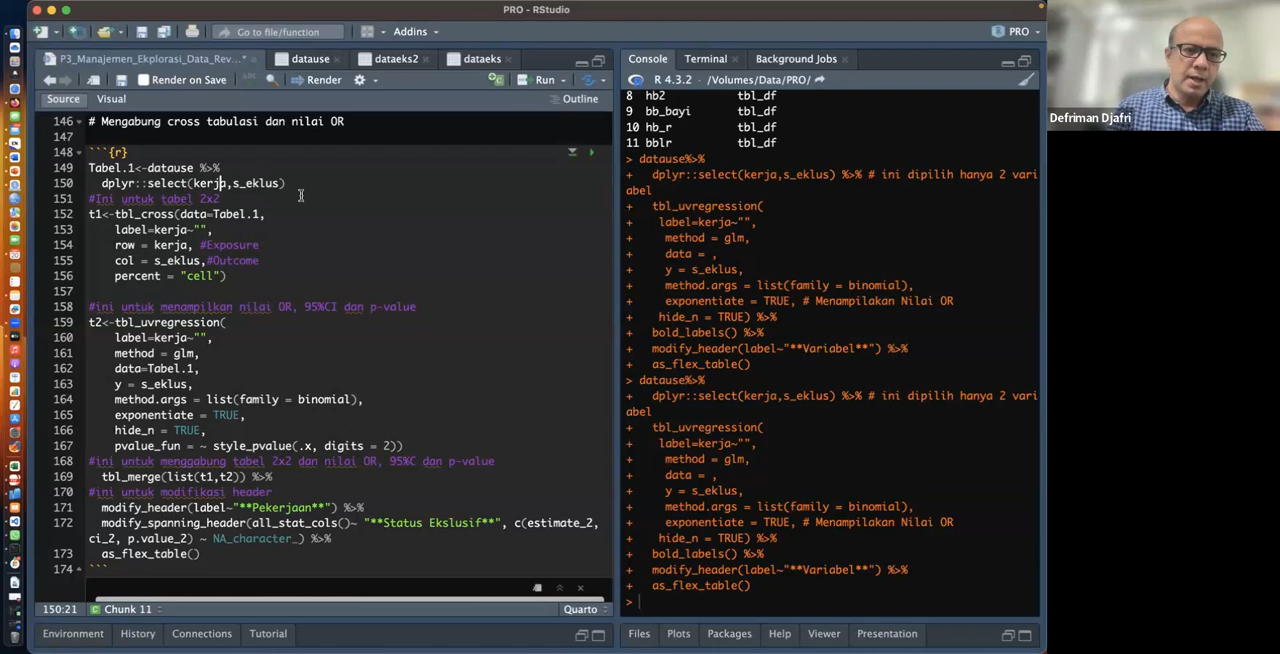 PRO - RStudio
Go to file/function
Addins
PRO
P3_Manajemen_Ekplorasi_Data_Rev...*
datause
dataeks2
dataeks
Render on Save
Render
Run
Source
Visual
Outline
146 # Mengabung cross tabulasi dan nilai OR
147
148 ```{r}
149 Tabel.1<-datause %>%
150 dplyr::select(kerja,s_eklus)
151 #Ini untuk tabel 2x2
152 t1<-tbl_cross(data=Tabel.1,
153 label=kerja~"",
154 row = kerja, #Exposure
155 col = s_eklus,#Outcome
156 percent = "cell")
157
158 #ini untuk menampilkan nilai OR, 95%CI dan p-value
159 t2<-tbl_uvregression(
160 label=kerja~"",
161 method = glm,
162 data=Tabel.1,
163 y = s_eklus,
164 method.args = list(family = binomial),
165 exponentiate = TRUE,
166 hide_n = TRUE,
167 pvalue_fun = ~ style_pvalue(.x, digits = 2))
168 #ini untuk menggabung tabel 2x2 dan nilai OR, 95%C dan p-value
169 tbl_merge(list(t1,t2)) %>%
170 #ini untuk modifikasi header
171 modify_header(label~"**Pekerjaan**") %>%
172 modify_spanning_header(all_stat_cols()~ "**Status Ekslusif**", c(estimate_2,
ci_2, p.value_2) ~ NA_character_) %>%
173 as_flex_table()
174 ```
150:21
Chunk 11
Quarto
Environment
History
Connections
Tutorial
Console
Terminal
Background Jobs
R 4.3.2 · /Volumes/Data/PRO/
8 hb2 tbl_df
9 bb_bayi tbl_df
10 hb_r tbl_df
11 bblr tbl_df
> datause%>%
+ dplyr::select(kerja,s_eklus) %>% # ini dipilih hanya 2 vari
abel
+ tbl_uvregression(
+ label=kerja~"",
+ method = glm,
+ data = ,
+ y = s_eklus,
+ method.args = list(family = binomial),
+ exponentiate = TRUE, # Menampilakan Nilai OR
+ hide_n = TRUE) %>%
+ bold_labels() %>%
+ modify_header(label~"**Variabel**") %>%
+ as_flex_table()
> datause%>%
+ dplyr::select(kerja,s_eklus) %>% # ini dipilih hanya 2 vari
abel
+ tbl_uvregression(
+ label=kerja~"",
+ method = glm,
+ data = ,
+ y = s_eklus,
+ method.args = list(family = binomial),
+ exponentiate = TRUE, # Menampilakan Nilai OR
+ hide_n = TRUE) %>%
+ bold_labels() %>%
+ modify_header(label~"**Variabel**") %>%
+ as_flex_table()
>
Files
Plots
Packages
Help
Viewer
Presentation
Defriman Djafri